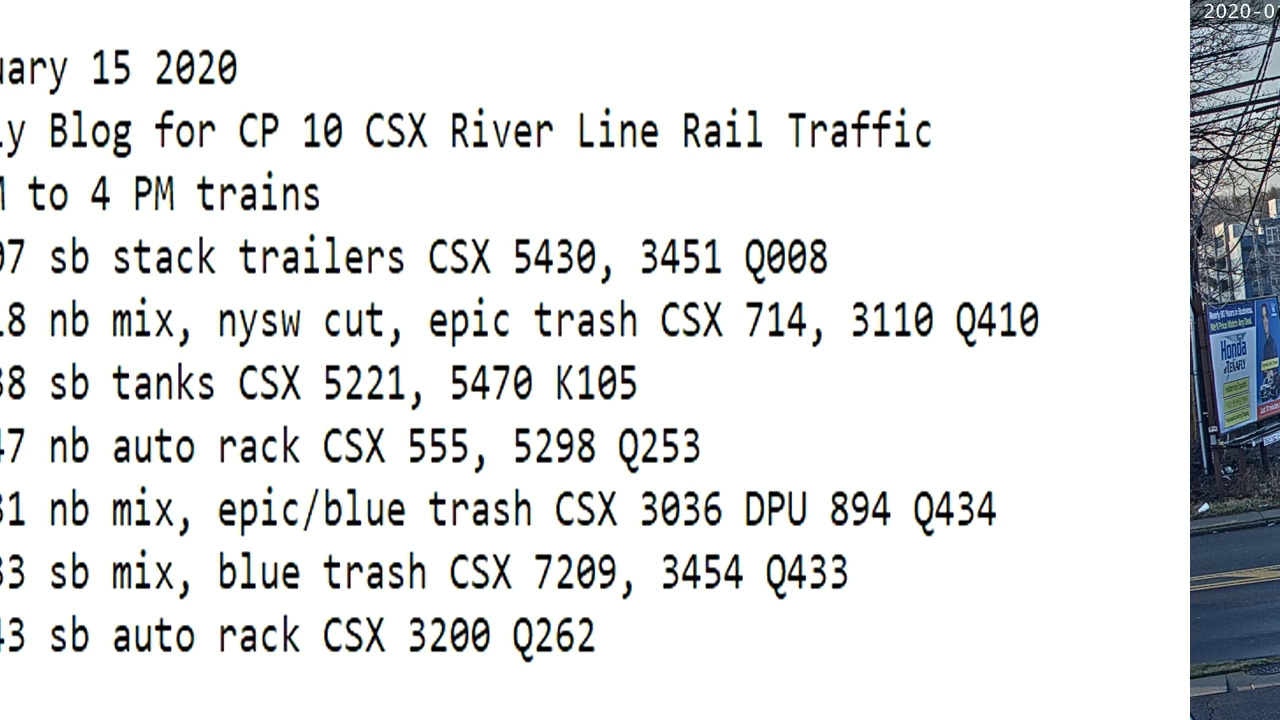 uary 15 2020
ly Blog for CP 10 CSX River Line Rail Traffic
M to 4 PM trains
07 sb stack trailers CSX 5430, 3451 Q008
18 nb mix, nysw cut, epic trash CSX 714, 3110 Q410
38 sb tanks CSX 5221, 5470 K105
47 nb auto rack CSX 555, 5298 Q253
31 nb mix, epic/blue trash CSX 3036 DPU 894 Q434
33 sb mix, blue trash CSX 7209, 3454 Q433
43 sb auto rack CSX 3200 Q262
2020-0
Honda
of TENAFLY